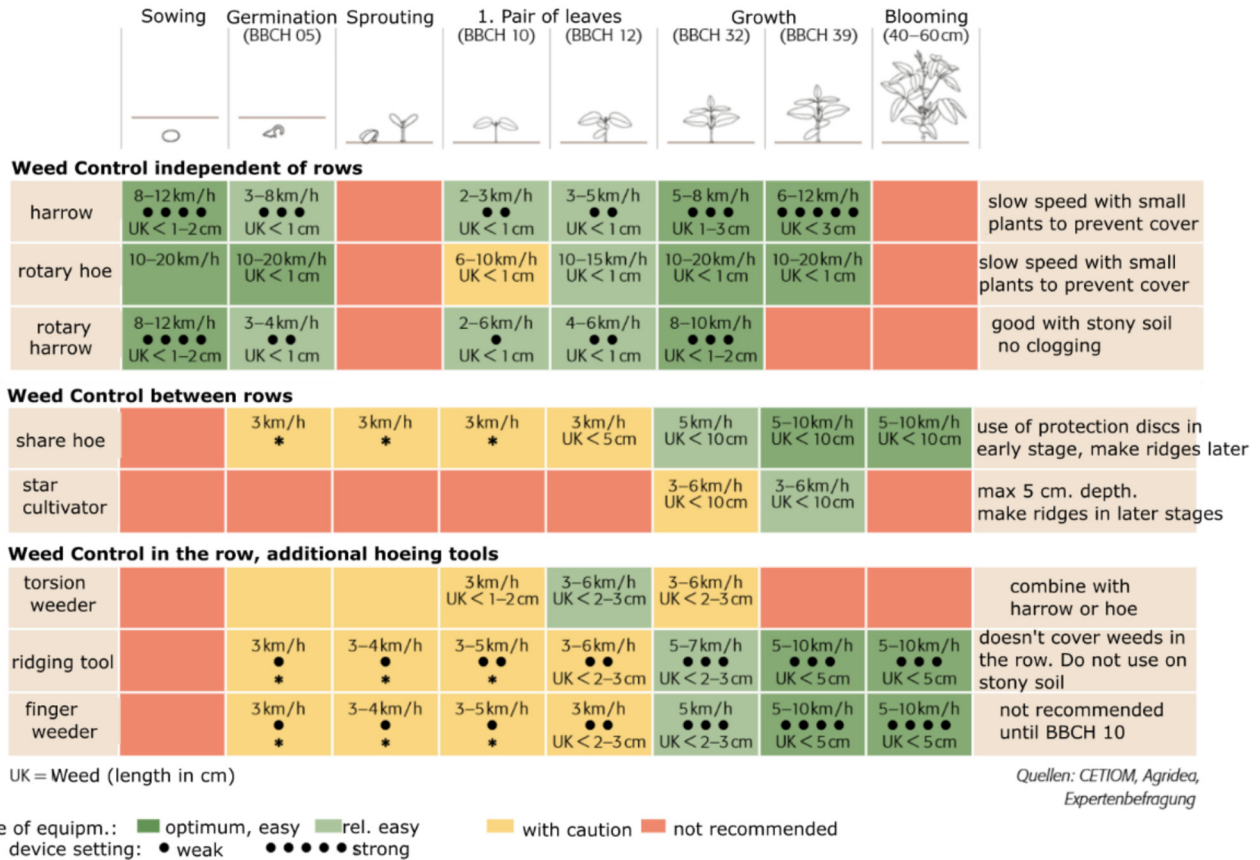 Sowing Germination Sprouting 1. Pair of leaves Growth Blooming
(BBCH 05) (BBCH 10) (BBCH 12) (BBCH 32) (BBCH 39) (40–60 cm)
Weed Control independent of rows
harrow
8–12 km/h 3–8 km/h 2–3 km/h 3–5 km/h 5–8 km/h 6–12 km/h
●●●● ●●● ●● ●● ●●● ●●●●●
UK < 1–2 cm UK < 1 cm UK < 1 cm UK < 1 cm UK 1–3 cm UK < 3 cm
slow speed with small
plants to prevent cover
rotary hoe
10–20 km/h 10–20 km/h 6–10 km/h 10–15 km/h 10–20 km/h 10–20 km/h
UK < 1 cm UK < 1 cm UK < 1 cm UK < 1 cm UK < 1 cm
slow speed with small
plants to prevent cover
rotary
harrow
8–12 km/h 3–4 km/h 2–6 km/h 4–6 km/h 8–10 km/h
●●●● ●● ● ●● ●●●
UK < 1–2 cm UK < 1 cm UK < 1 cm UK < 1 cm UK < 1–2 cm
good with stony soil
no clogging
Weed Control between rows
share hoe
3 km/h 3 km/h 3 km/h 3 km/h 5 km/h 5–10 km/h 5–10 km/h
* * * UK < 5 cm UK < 10 cm UK < 10 cm UK < 10 cm
use of protection discs in
early stage, make ridges later
star
cultivator
3–6 km/h 3–6 km/h
UK < 10 cm UK < 10 cm
max 5 cm. depth.
make ridges in later stages
Weed Control in the row, additional hoeing tools
torsion
weeder
3 km/h 3–6 km/h 3–6 km/h
UK < 1–2 cm UK < 2–3 cm UK < 2–3 cm
combine with
harrow or hoe
ridging tool
3 km/h 3–4 km/h 3–5 km/h 3–6 km/h 5–7 km/h 5–10 km/h 5–10 km/h
● ● ●● ●● ●●● ●●● ●●●
* * * UK < 2–3 cm UK < 2–3 cm UK < 5 cm UK < 5 cm
doesn't cover weeds in
the row. Do not use on
stony soil
finger
weeder
3 km/h 3–4 km/h 3–5 km/h 3 km/h 5 km/h 5–10 km/h 5–10 km/h
● ● ● ●● ●●● ●●●● ●●●●
* * * UK < 2–3 cm UK < 2–3 cm UK < 5 cm UK < 5 cm
not recommended
until BBCH 10
UK = Weed (length in cm)
Quellen: CETIOM, Agridea,
Expertenbefragung
e of equipm.: optimum, easy rel. easy with caution not recommended
device setting: ● weak ●●●●● strong